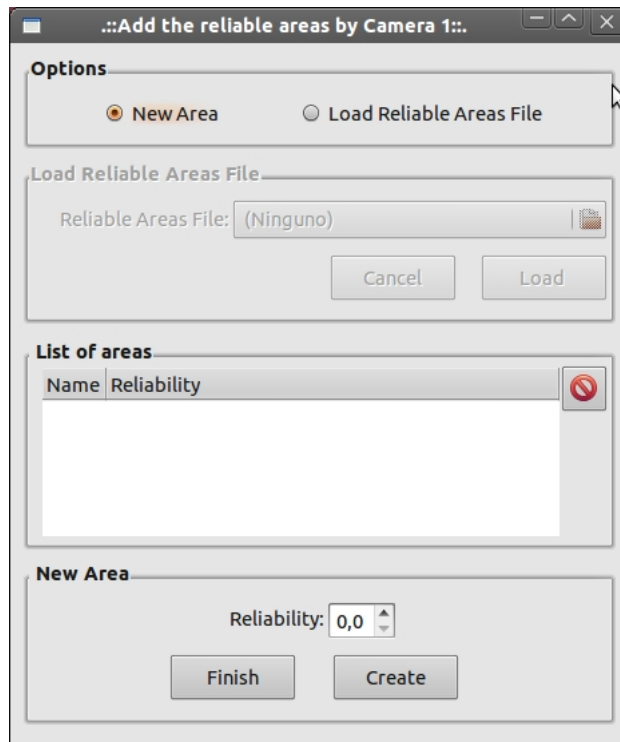 .::Add the reliable areas by Camera 1::.
Options
New Area
Load Reliable Areas File
Load Reliable Areas File
Reliable Areas File: (Ninguno)
Cancel Load
List of areas
Name Reliability
New Area
Reliability: 0,0
Finish Create